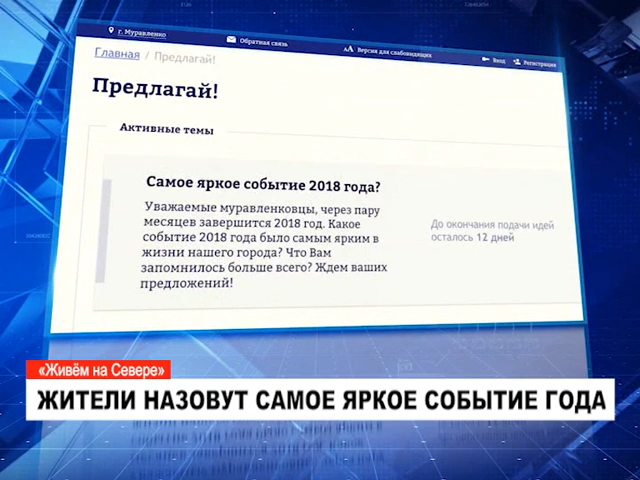 г. Муравленко
Обратная связь
АА Версия для слабовидящих
Вход
Регистрация
Главная / Предлагай!
Предлагай!
Активные темы
Самое яркое событие 2018 года?
Уважаемые муравленковцы, через пару
месяцев завершится 2018 год. Какое
событие 2018 года было самым ярким в
жизни нашего города? Что Вам
запомнилось больше всего? Ждем ваших
предложений!
До окончания подачи идей
осталось 12 дней
«Живём на Севере»
ЖИТЕЛИ НАЗОВУТ САМОЕ ЯРКОЕ СОБЫТИЕ ГОДА